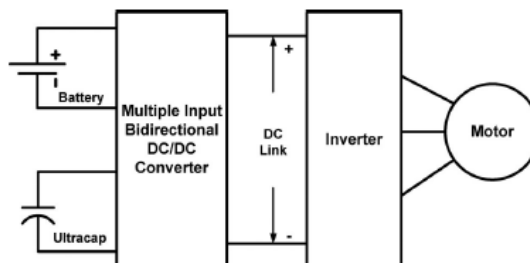 +
-
Battery
Ultracap
Multiple Input
Bidirectional
DC/DC
Converter
+
DC
Link
-
Inverter
Motor